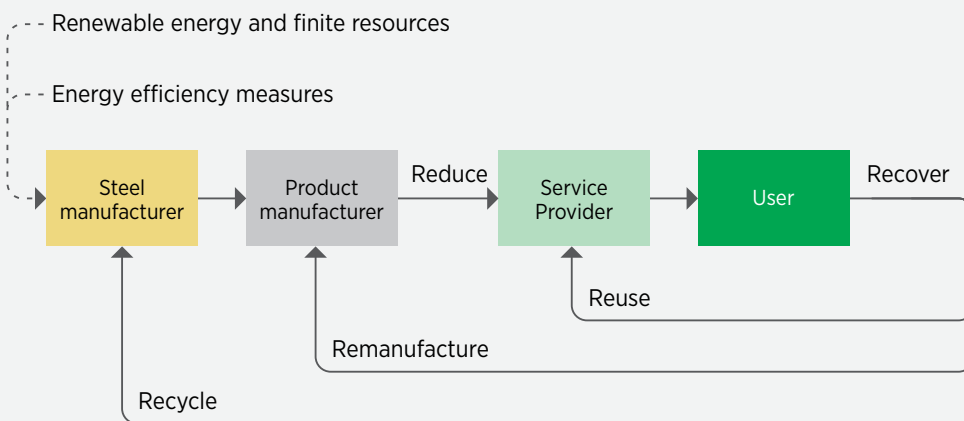 Renewable energy and finite resources
Energy efficiency measures
Steel
manufacturer
Product
manufacturer
Reduce
Service
Provider
User
Recover
Reuse
Remanufacture
Recycle